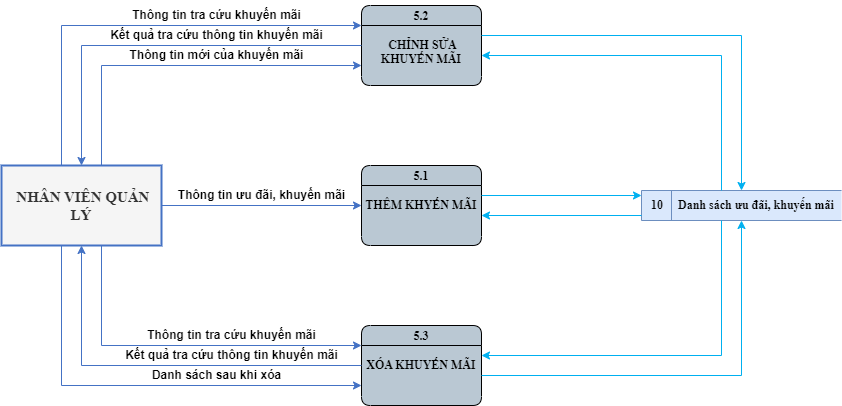 Thông tin tra cứu khuyến mãi
Kết quả tra cứu thông tin khuyến mãi
Thông tin mới của khuyến mãi
5.2
CHỈNH SỬA
KHUYẾN MÃI
NHÂN VIÊN QUẢN
LÝ
Thông tin ưu đãi, khuyến mãi
5.1
THÊM KHYẾN MÃI
10 Danh sách ưu đãi, khuyến mãi
Thông tin tra cứu khuyến mãi
Kết quả tra cứu thông tin khuyến mãi
Danh sách sau khi xóa
5.3
XÓA KHUYẾN MÃI